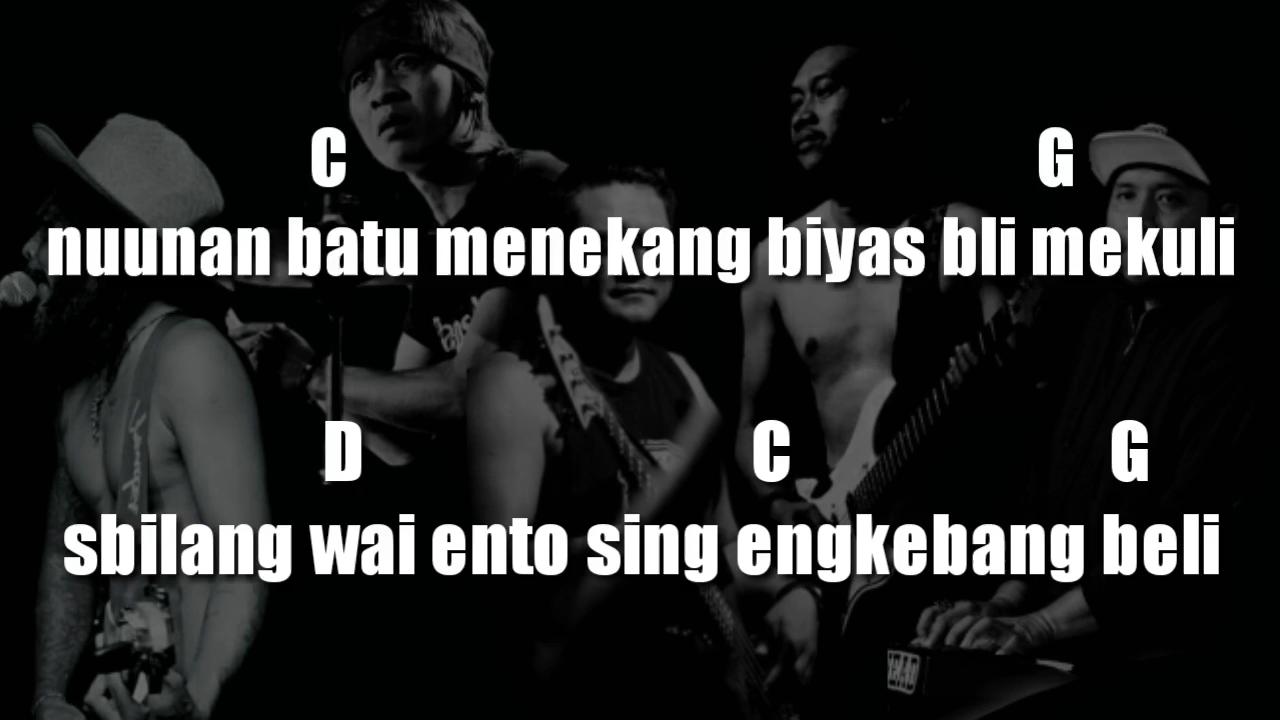 C G
nuunan batu menekang biyas bli mekuli
D C G
sbilang wai ento sing engkebang beli